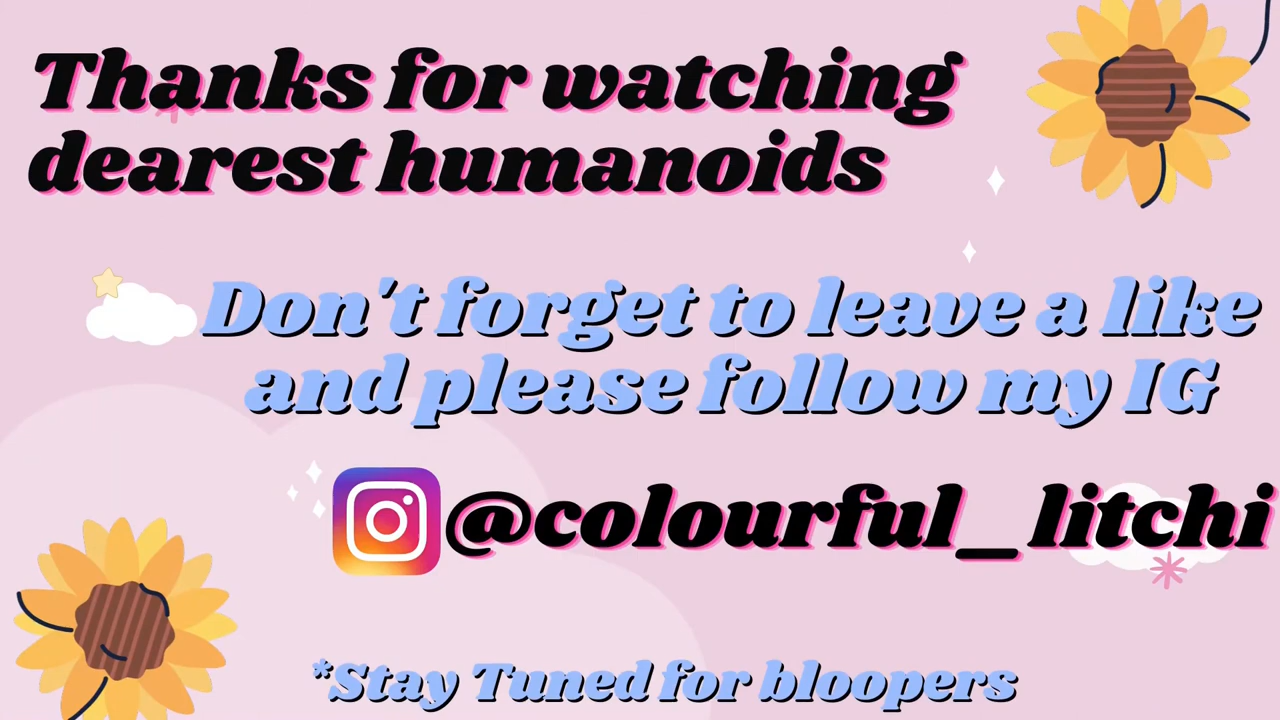 Thanks for watching
dearest humanoids
Don't forget to leave a like
and please follow my IG
@colourful_litchi
*Stay Tuned for bloopers